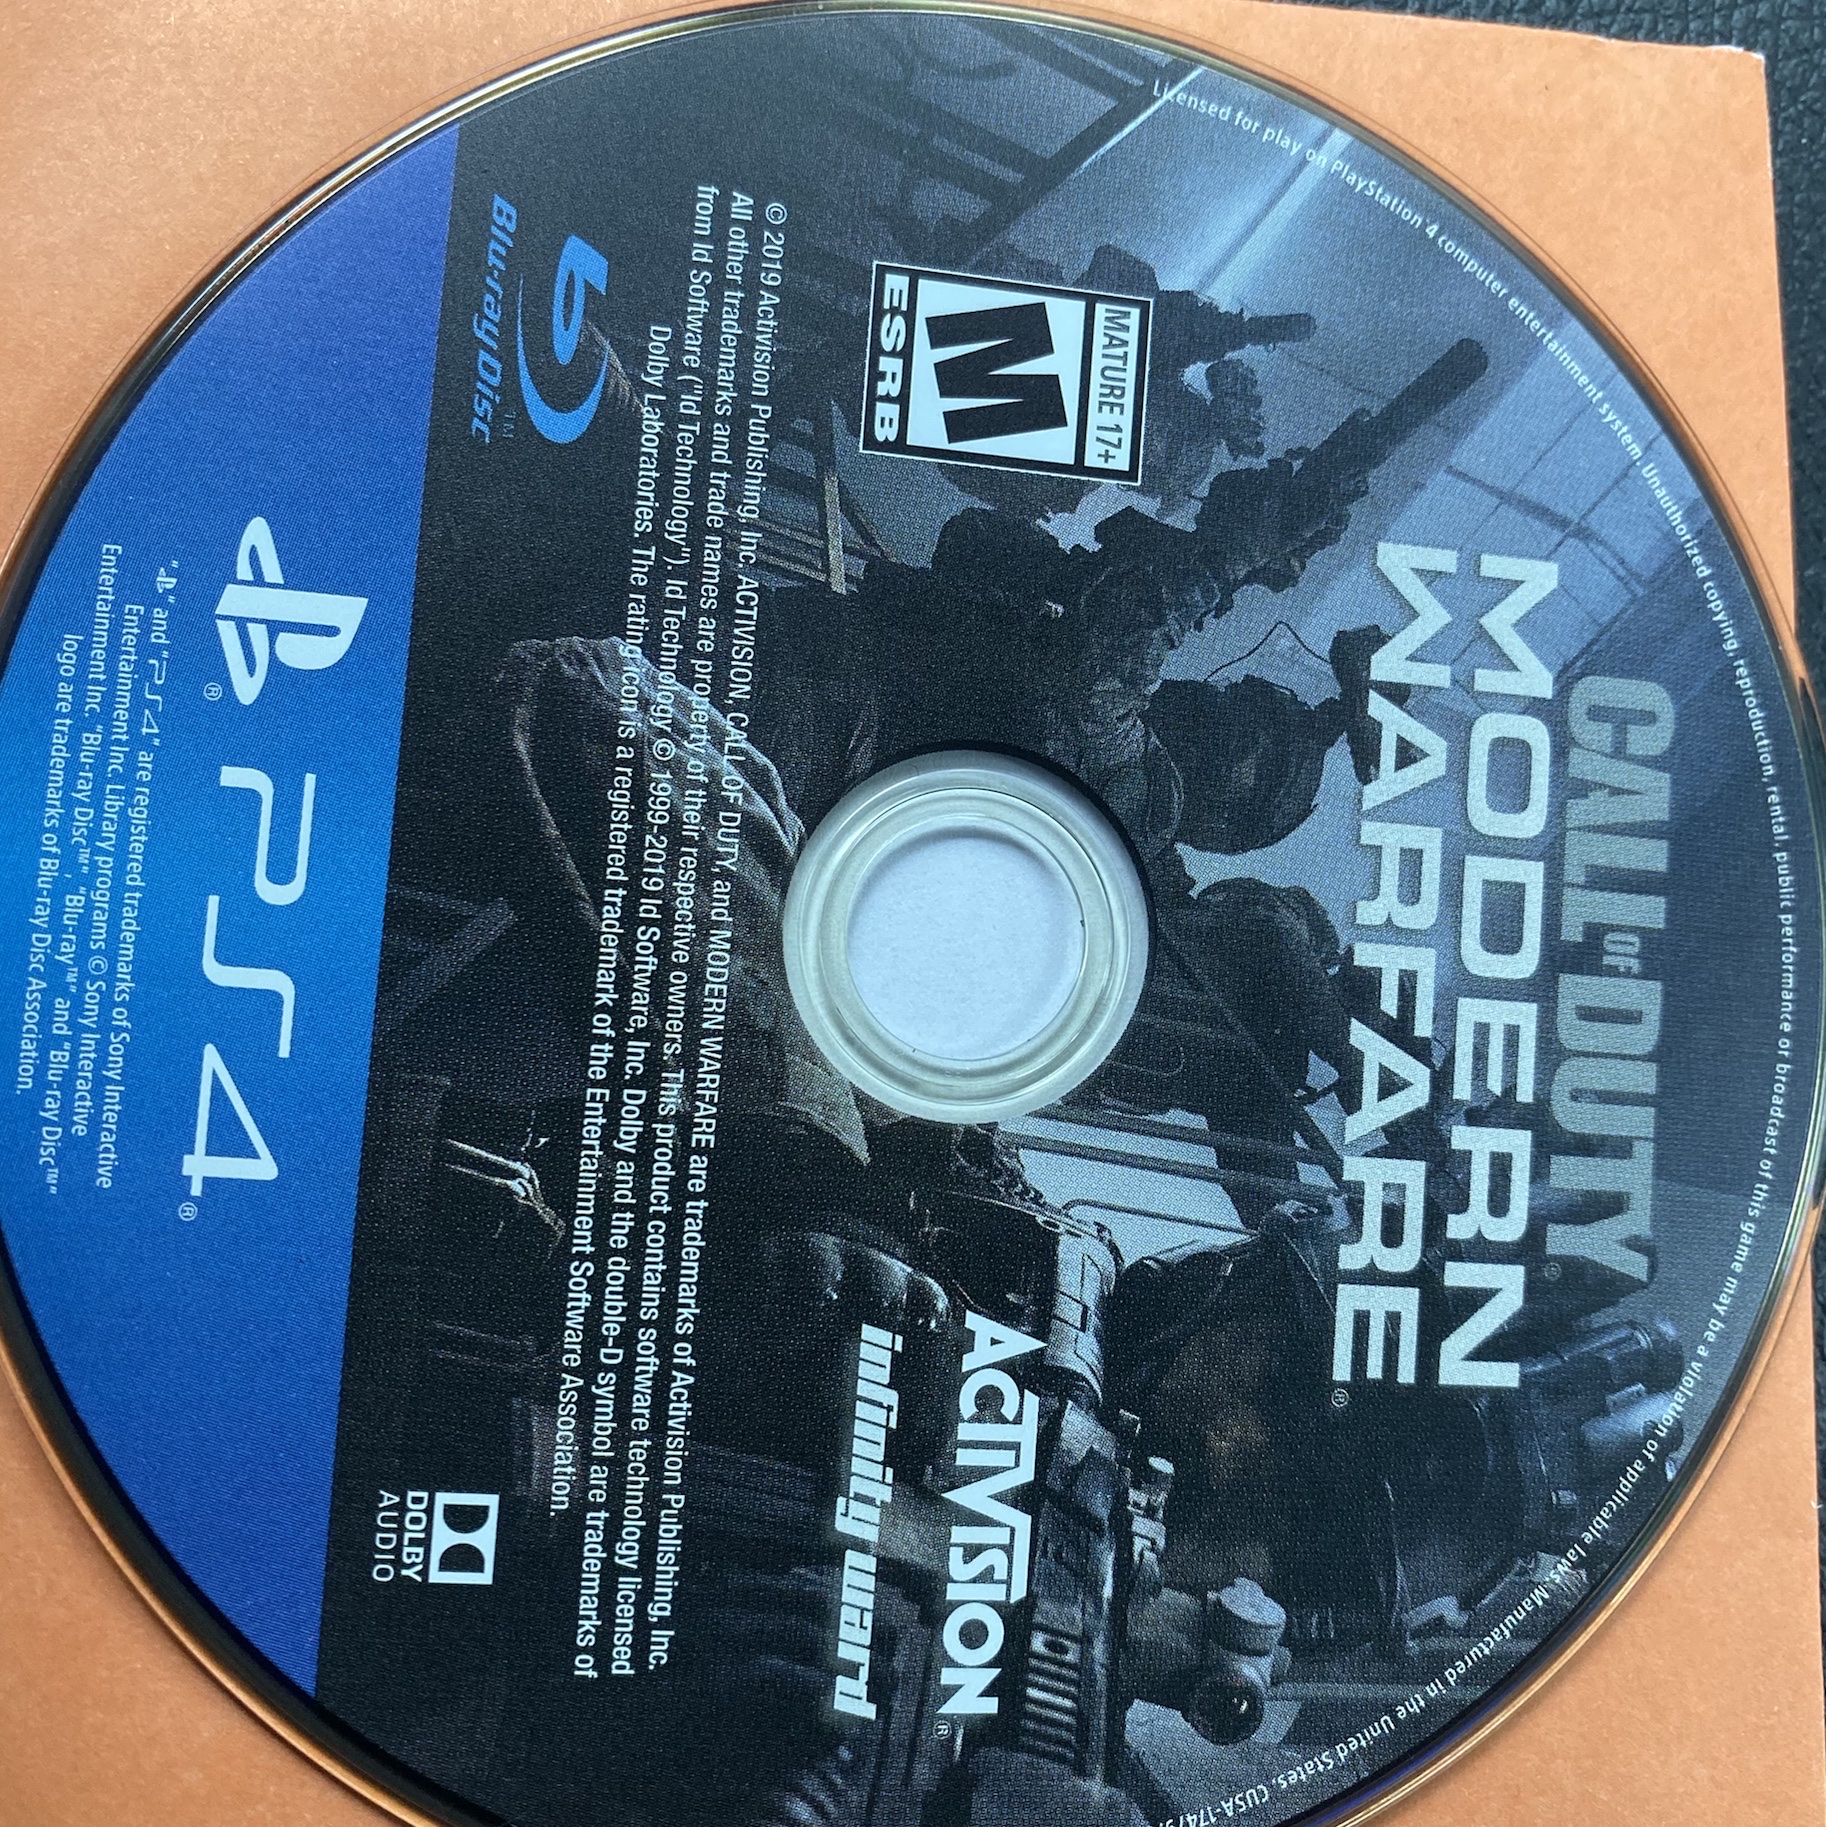 Licensed for play on PlayStation 4 computer entertainment system. Unauthorized copying, reproduction, rental, public performance or broadcast of this game may be a violation of applicable laws. Manufactured in the United States. CUSA-1747
CALL OF DUTY
MODERN
WARFARE®
MATURE 17+
M
ESRB
ACTIVISION®
infinity ward
© 2019 Activision Publishing, Inc. ACTIVISION, CALL OF DUTY, and MODERN WARFARE are trademarks of Activision Publishing, Inc.
All other trademarks and trade names are property of their respective owners. This product contains software technology licensed
from Id Software ("Id Technology"). Id Technology © 1999-2019 Id Software, Inc. Dolby and the double-D symbol are trademarks of
Dolby Laboratories. The rating icon is a registered trademark of the Entertainment Software Association.
Blu-ray Disc™
DOLBY
AUDIO
PS4®
" " and "PS4" are registered trademarks of Sony Interactive
Entertainment Inc. Library programs © Sony Interactive
Entertainment Inc. "Blu-ray Disc™", "Blu-ray™" and "Blu-ray Disc™"
logo are trademarks of Blu-ray Disc Association.